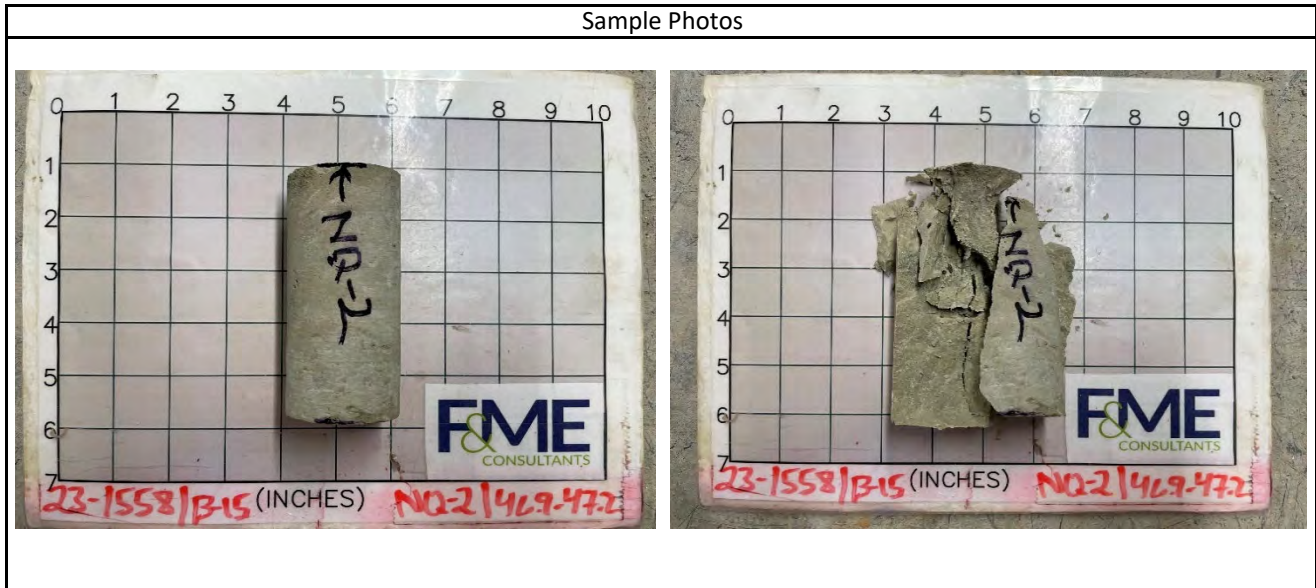 Sample Photos
0 1 2 3 4 5 6 7 8 9 10
1
2
3
4
5
6
7
← NQ-2
F&ME
CONSULTANTS
23-1558/B-15 (INCHES) NQ-2/46.9-47.2
0 1 2 3 4 5 6 7 8 9 10
1
2
3
4
5
6
7
← NQ-2
F&ME
CONSULTANTS
23-1558/B-15 (INCHES) NQ-2/46.9-47.2